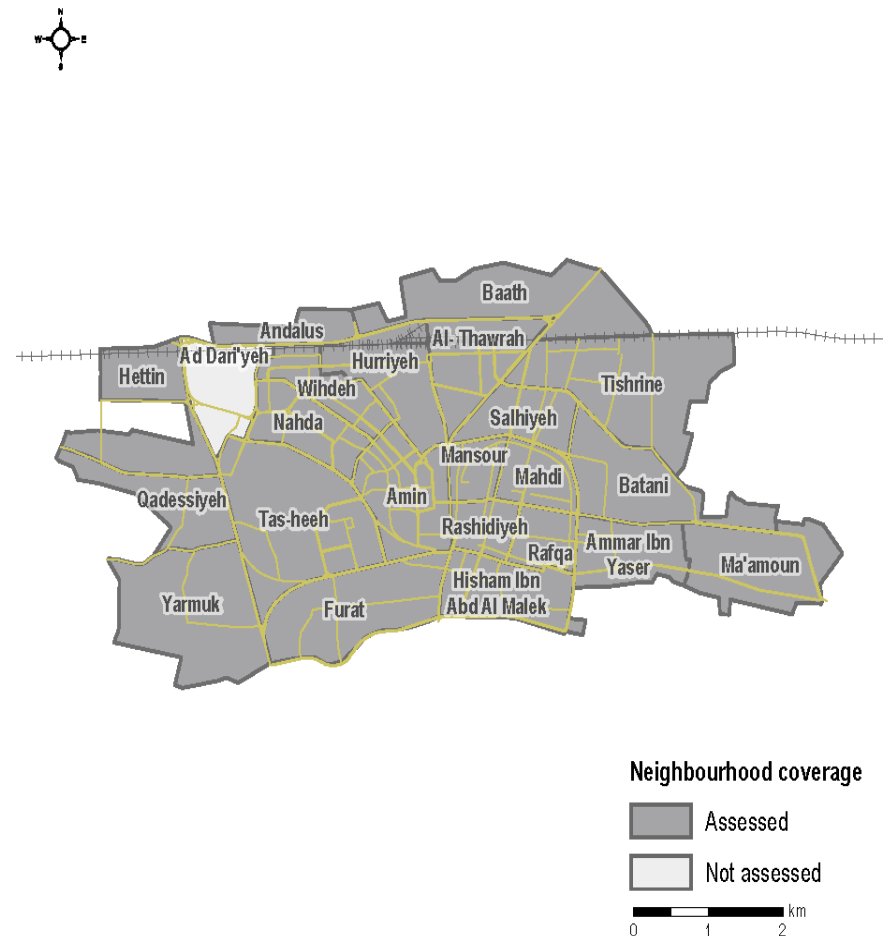 N
W E
S
Baath
Andalus
Al- Thawrah
Ad Dari'yeh
Hurriyeh
Hettin
Wihdeh
Tishrine
Nahda
Salhiyeh
Mansour
Mahdi
Batani
Qadessiyeh
Amin
Tas-heeh
Rashidiyeh
Rafqa
Ammar Ibn
Yaser
Ma'amoun
Hisham Ibn
Abd Al Malek
Yarmuk
Furat
Neighbourhood coverage
Assessed
Not assessed
km
0 1 2